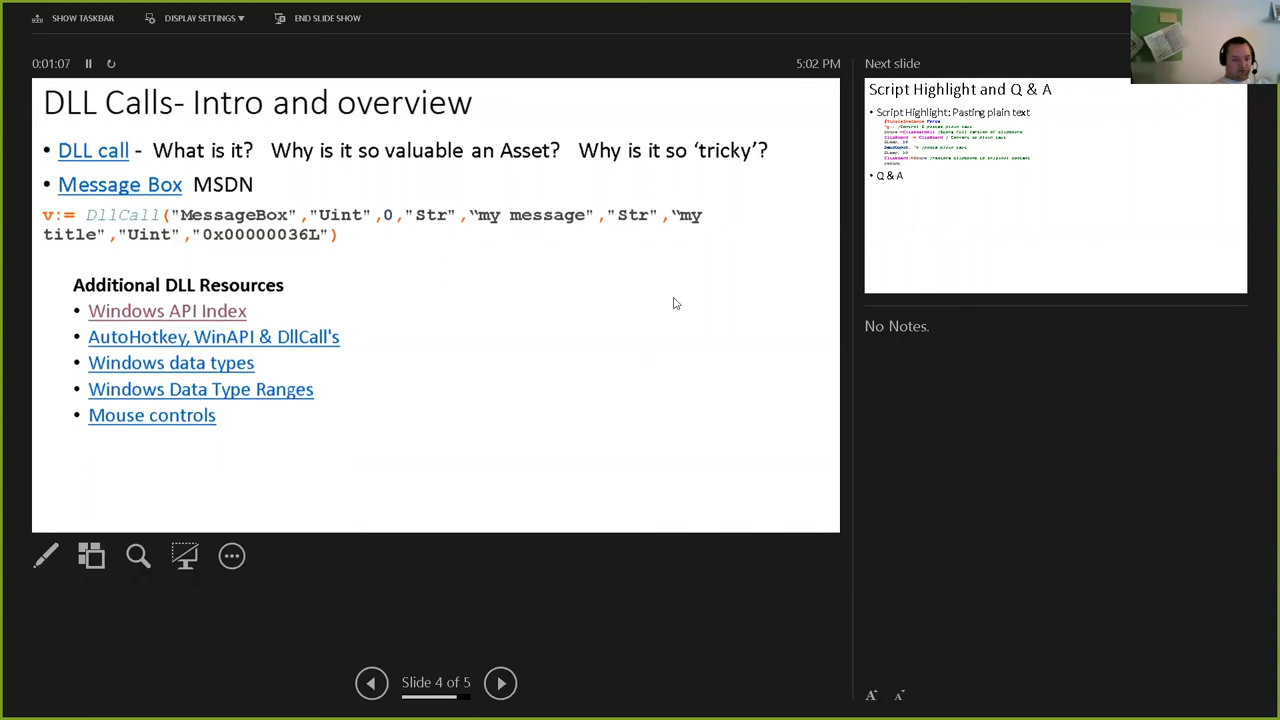 SHOW TASKBAR DISPLAY SETTINGS ▼ END SLIDE SHOW
0:01:07 5:02 PM
DLL Calls- Intro and overview
• DLL call - What is it? Why is it so valuable an Asset? Why is it so ‘tricky’?
• Message Box MSDN
v:= DllCall("MessageBox","Uint",0,"Str",“my message","Str",“my
title","Uint","0x00000036L")
Additional DLL Resources
• Windows API Index
• AutoHotkey, WinAPI & DllCall's
• Windows data types
• Windows Data Type Ranges
• Mouse controls
Slide 4 of 5
Next slide
Script Highlight and Q & A
• Script Highlight: Pasting plain text
• Q & A
No Notes.
A A